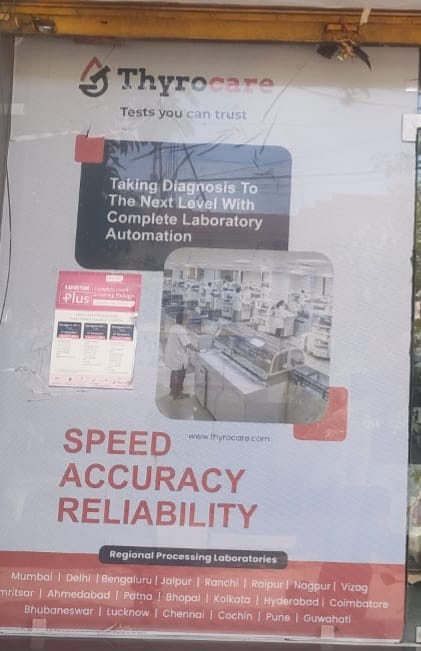 Thyrocare
Tests you can trust
Taking Diagnosis To
The Next Level With
Complete Laboratory
Automation
Plus
www.thyrocare.com
SPEED
ACCURACY
RELIABILITY
Regional Processing Laboratories
Mumbai | Delhi | Bengaluru | Jaipur | Ranchi | Raipur | Nagpur | Vizag
mritsar | Ahmedabad | Patna | Bhopal | Kolkata | Hyderabad | Coimbatore
Bhubaneswar | Lucknow | Chennai | Cochin | Pune | Guwahati